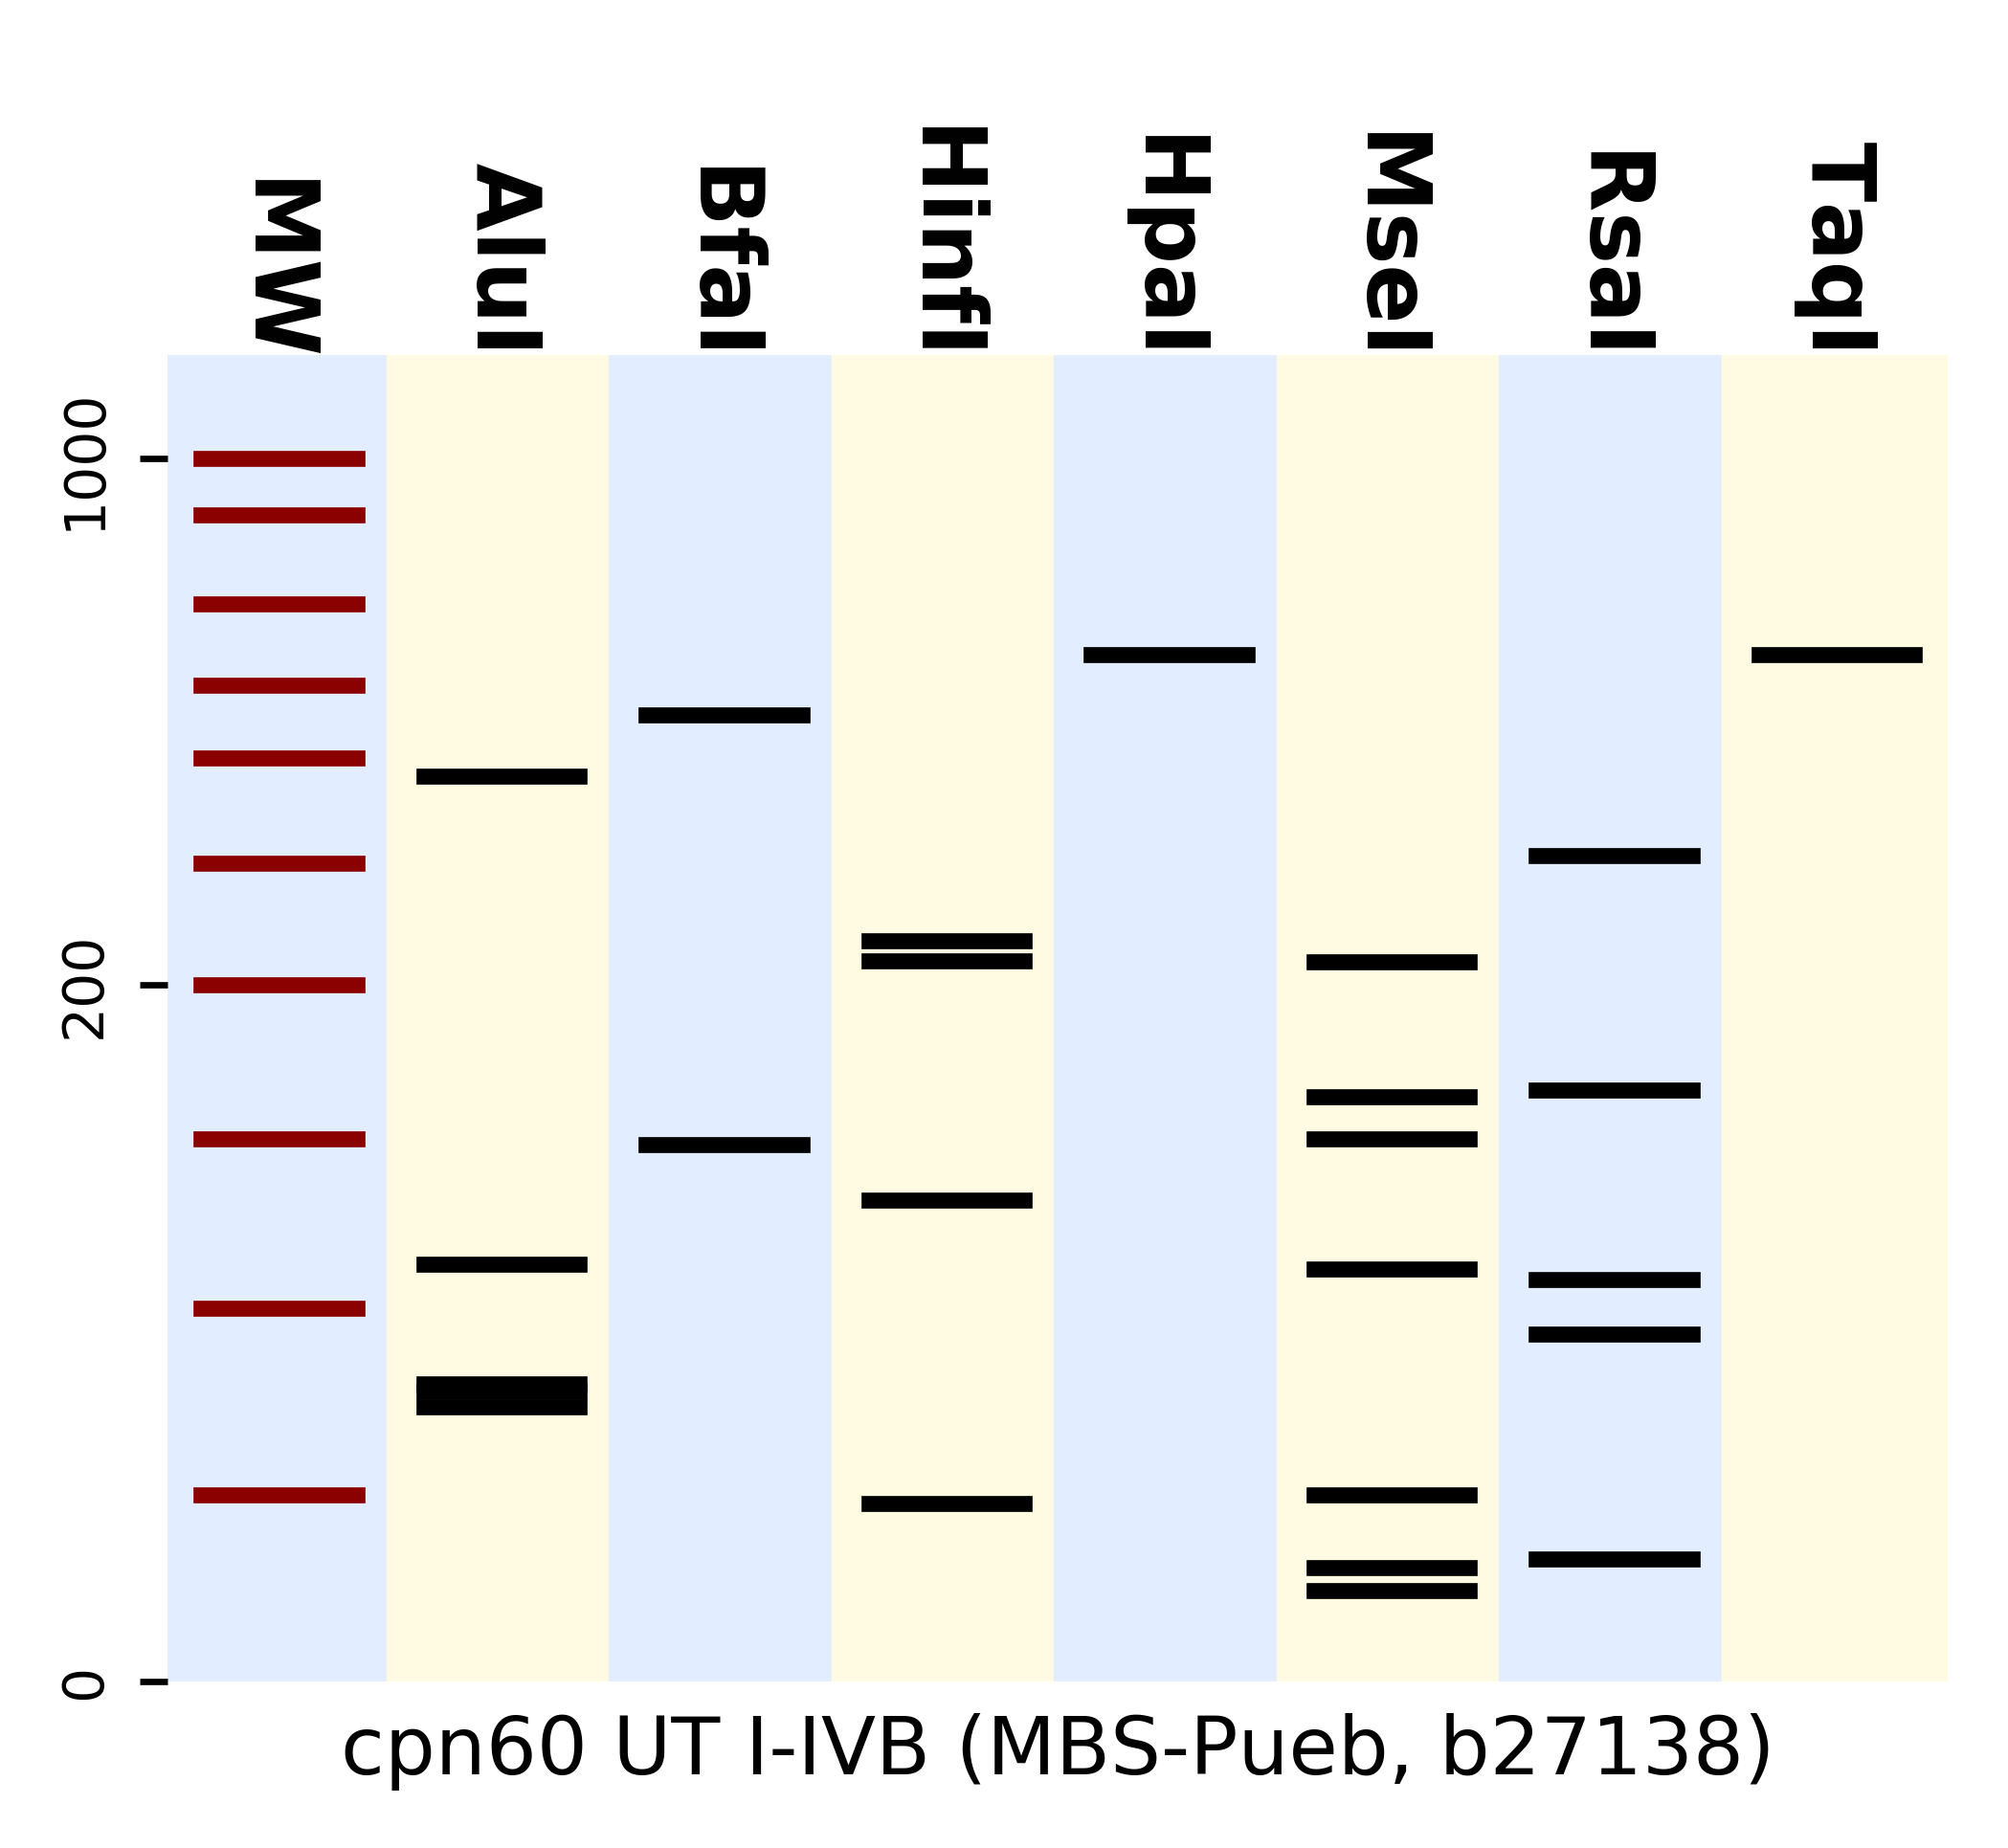 MW
AluI
BfaI
HinfI
HpaI
MseI
RsaI
TaqI
1000
200
0
cpn60 UT I-IVB (MBS-Pueb, b27138)